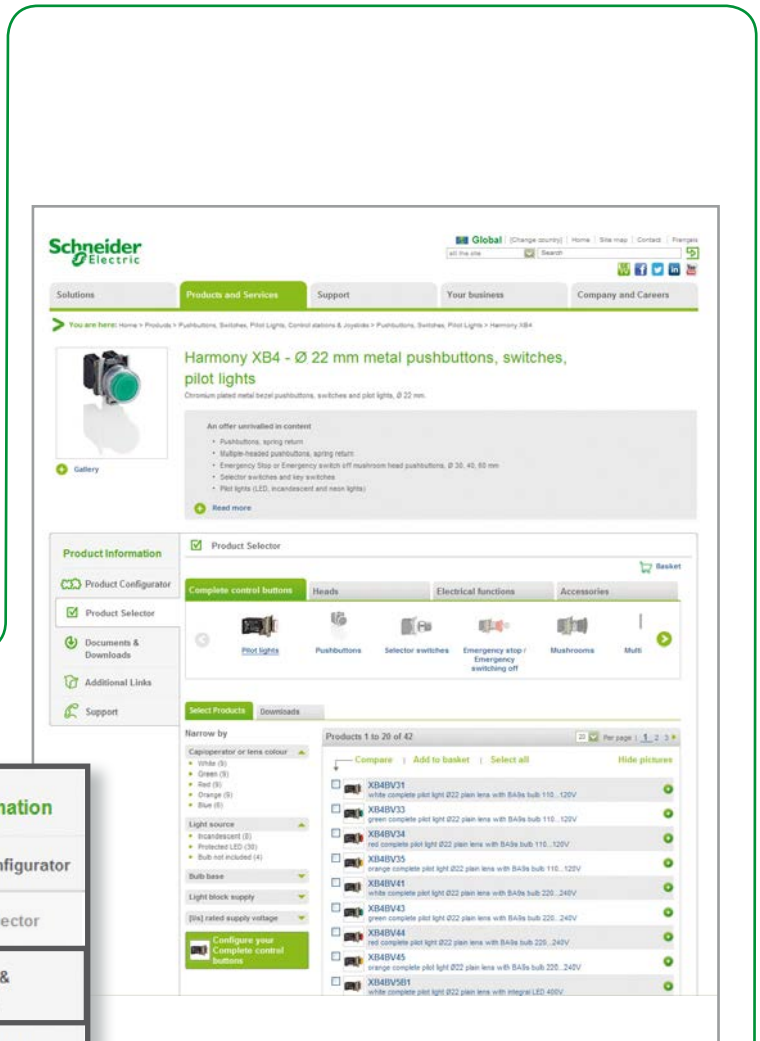 Schneider
Electric
Global | [Change country] | Home | Site map | Contact | Français
all the site Search
Solutions
Products and Services
Support
Your business
Company and Careers
You are here: Home > Products > Pushbuttons, Switches, Pilot Lights, Control stations & Joysticks > Pushbuttons, Switches, Pilot Lights > Harmony XB4
Harmony XB4 - Ø 22 mm metal pushbuttons, switches,
pilot lights
Chromium plated metal bezel pushbuttons, switches and pilot lights, Ø 22 mm.
An offer unrivalled in content
• Pushbuttons, spring return
• Multiple-headed pushbuttons, spring return
• Emergency Stop or Emergency switch off mushroom head pushbuttons, Ø 30, 40, 60 mm
• Selector switches and key switches
• Pilot lights (LED, incandescent and neon lights)
Read more
Gallery
Product Information
Product Configurator
Product Selector
Documents &
Downloads
Additional Links
Support
Product Selector
Basket
Complete control buttons
Heads
Electrical functions
Accessories
Pilot lights
Pushbuttons
Selector switches
Emergency stop /
Emergency
switching off
Mushrooms
Multi
Select Products
Downloads
Narrow by
Cap/operator or lens colour
White (9)
Green (9)
Red (9)
Orange (9)
Blue (6)
Light source
Incandescent (8)
Protected LED (30)
Bulb not included (4)
Bulb base
Light block supply
[Us] rated supply voltage
Configure your
Complete control
buttons
Products 1 to 20 of 42
20 Per page | 1 2 3
Compare | Add to basket | Select all
Hide pictures
XB4BV31
white complete pilot light Ø22 plain lens with BA9s bulb 110...120V
XB4BV33
green complete pilot light Ø22 plain lens with BA9s bulb 110...120V
XB4BV34
red complete pilot light Ø22 plain lens with BA9s bulb 110...120V
XB4BV35
orange complete pilot light Ø22 plain lens with BA9s bulb 110...120V
XB4BV41
white complete pilot light Ø22 plain lens with BA9s bulb 220...240V
XB4BV43
green complete pilot light Ø22 plain lens with BA9s bulb 220...240V
XB4BV44
red complete pilot light Ø22 plain lens with BA9s bulb 220...240V
XB4BV45
orange complete pilot light Ø22 plain lens with BA9s bulb 220...240V
XB4BV5B1
white complete pilot light Ø22 plain lens with integral LED 400V
mation
nfigurator
ector
&